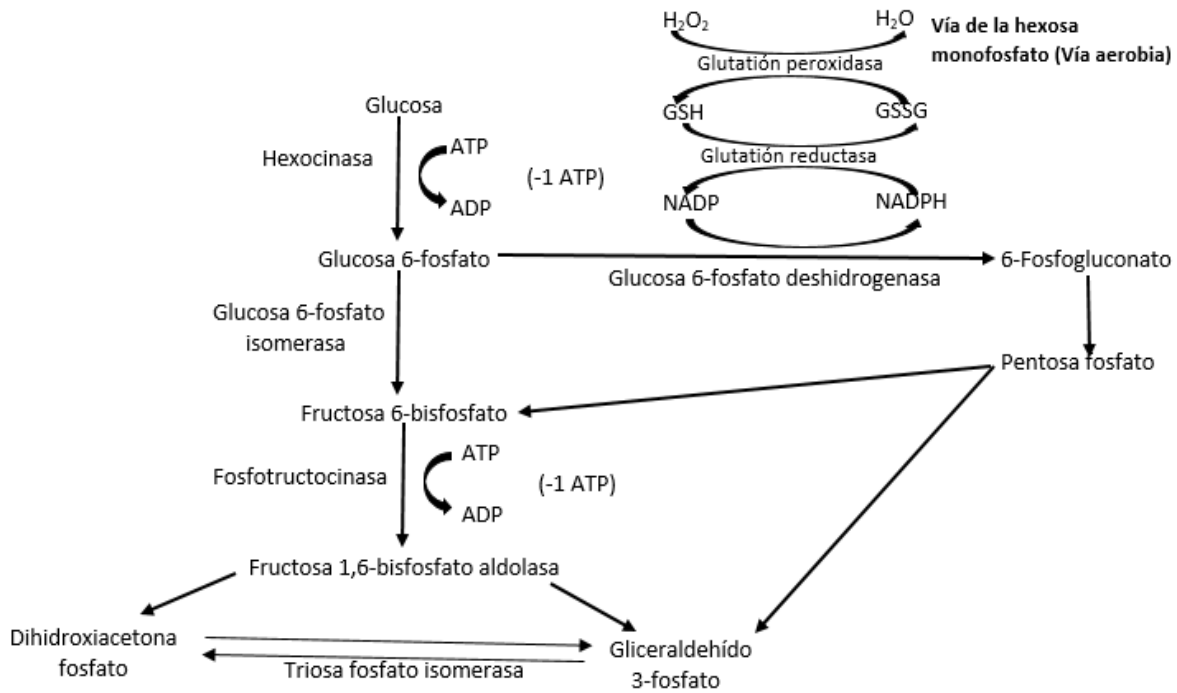 H₂O₂
H₂O
Vía de la hexosa
monofosfato (Vía aerobia)
Glutatión peroxidasa
GSH
GSSG
Glutatión reductasa
NADP
NADPH
Glucosa
Hexocinasa
ATP
(-1 ATP)
ADP
Glucosa 6-fosfato
Glucosa 6-fosfato deshidrogenasa
6-Fosfogluconato
Glucosa 6-fosfato
isomerasa
Pentosa fosfato
Fructosa 6-bisfosfato
Fosfotructocinasa
ATP
(-1 ATP)
ADP
Fructosa 1,6-bisfosfato aldolasa
Dihidroxiacetona
fosfato
Triosa fosfato isomerasa
Gliceraldehído
3-fosfato